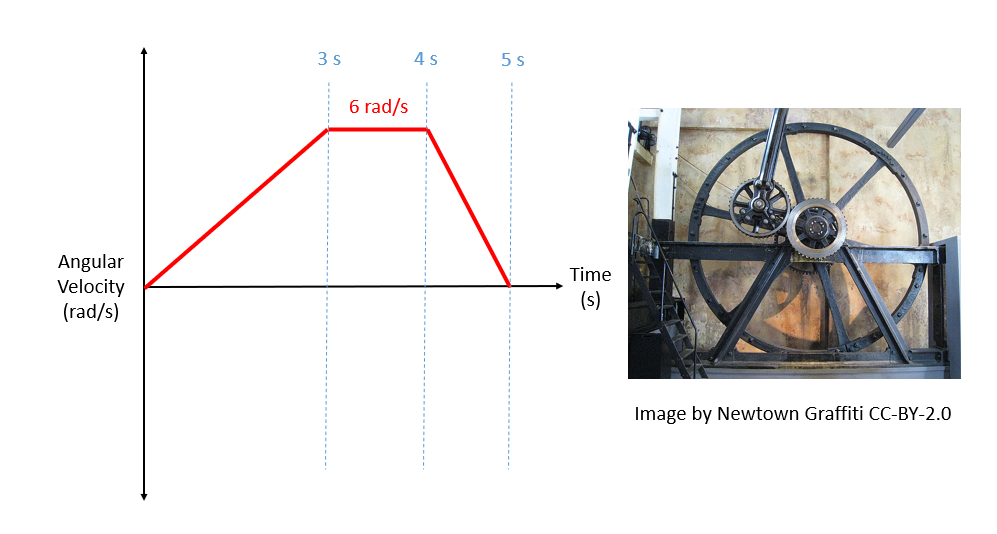 3 s
4 s
5 s
6 rad/s
Angular
Velocity
(rad/s)
Time
(s)
Image by Newtown Graffiti CC-BY-2.0